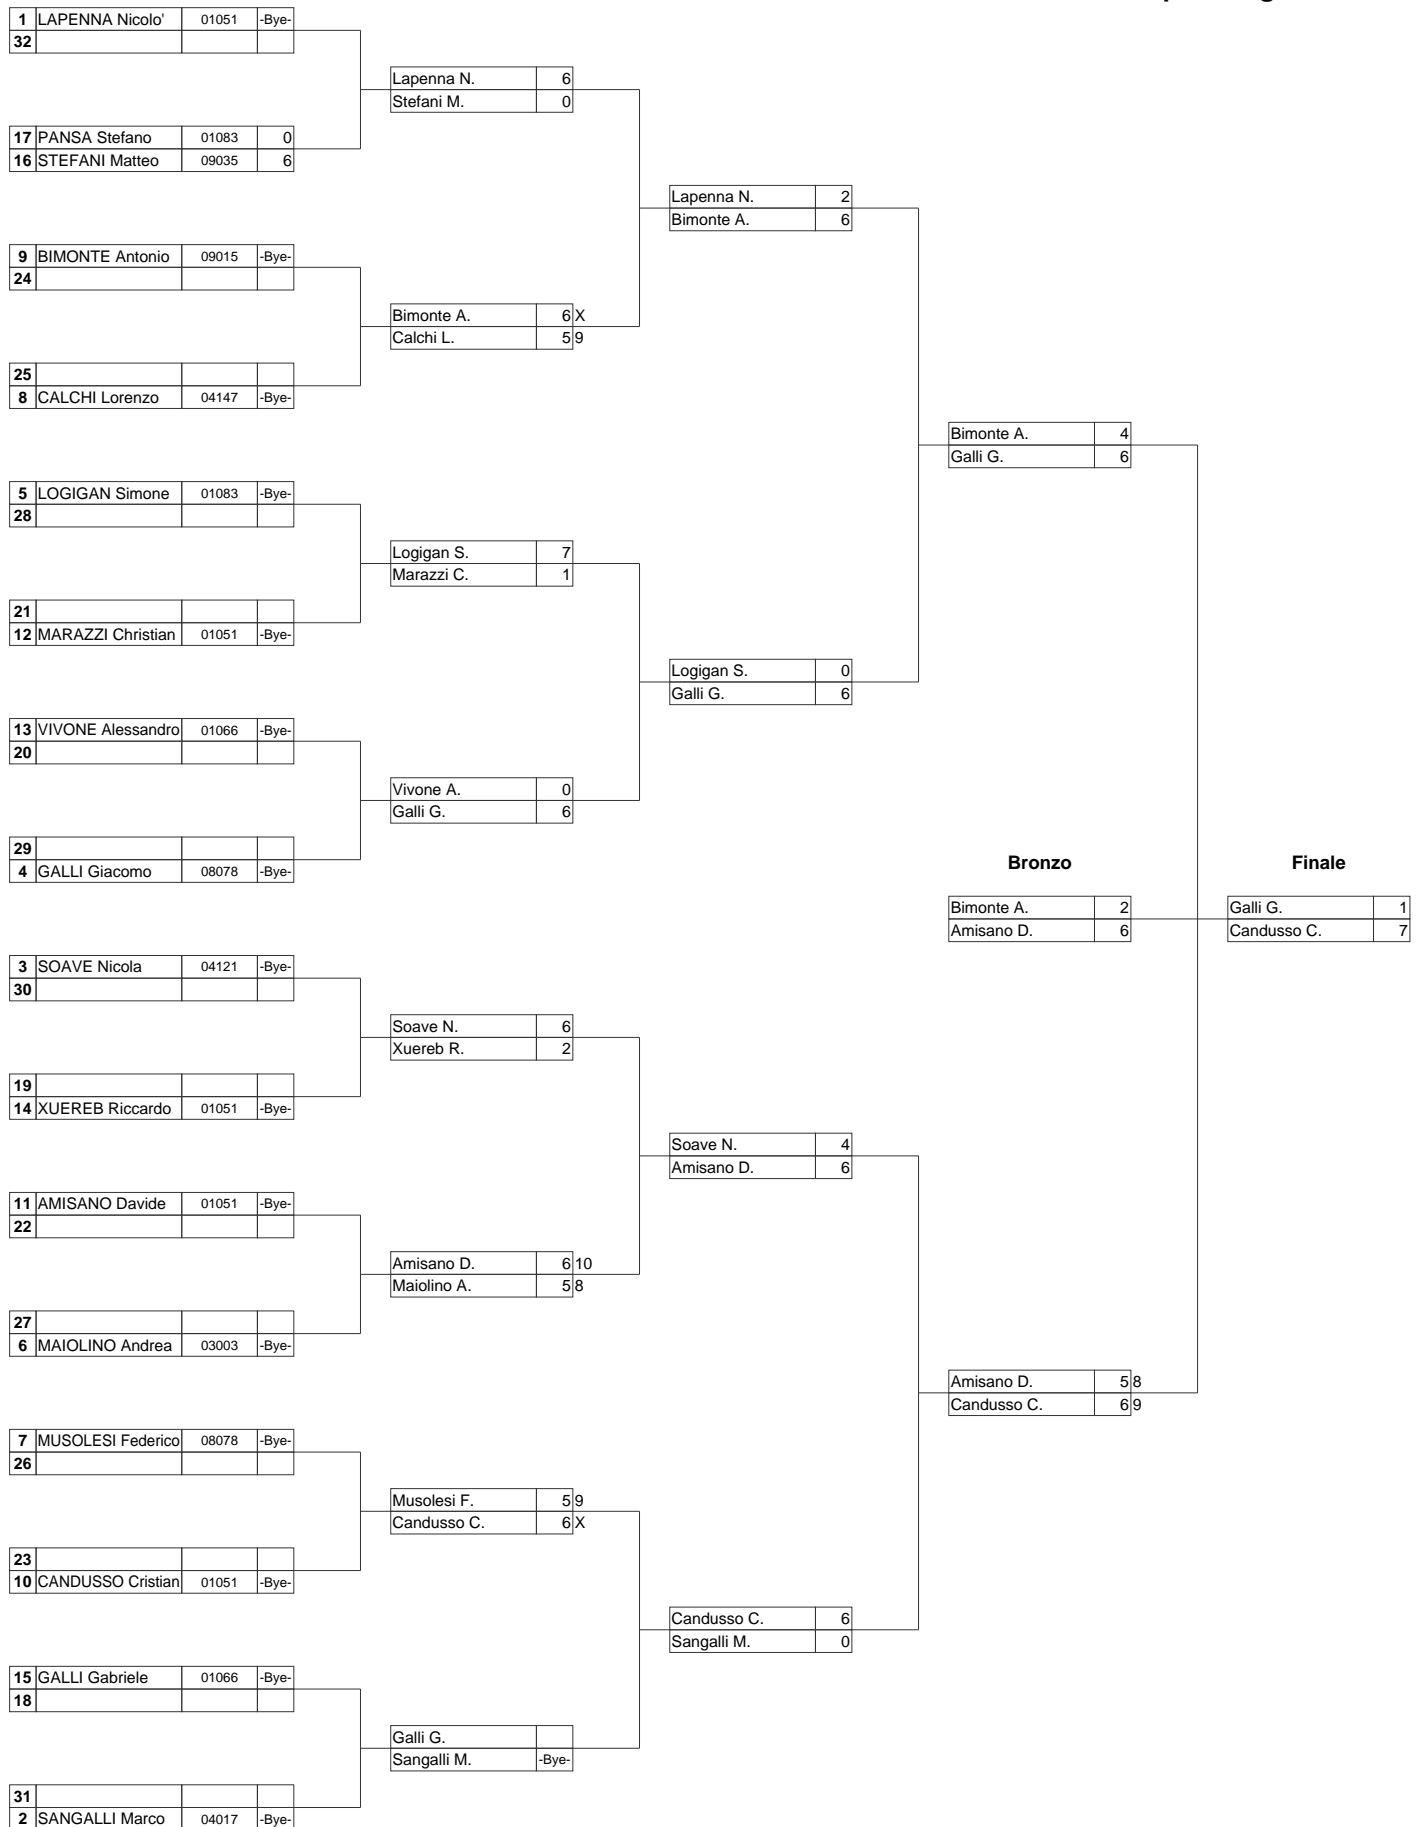 1 LAPENNA Nicolo' 01051 -Bye-
32
Lapenna N. 6
Stefani M. 0
17 PANSA Stefano 01083 0
16 STEFANI Matteo 09035 6
Lapenna N. 2
Bimonte A. 6
9 BIMONTE Antonio 09015 -Bye-
24
Bimonte A. 6 X
Calchi L. 5 9
25
8 CALCHI Lorenzo 04147 -Bye-
Bimonte A. 4
Galli G. 6
5 LOGIGAN Simone 01083 -Bye-
28
Logigan S. 7
Marazzi C. 1
21
12 MARAZZI Christian 01051 -Bye-
Logigan S. 0
Galli G. 6
13 VIVONE Alessandro 01066 -Bye-
20
Vivone A. 0
Galli G. 6
29
4 GALLI Giacomo 08078 -Bye-
Bronzo Finale
Bimonte A. 2 Galli G. 1
Amisano D. 6 Candusso C. 7
3 SOAVE Nicola 04121 -Bye-
30
Soave N. 6
Xuereb R. 2
19
14 XUEREB Riccardo 01051 -Bye-
Soave N. 4
Amisano D. 6
11 AMISANO Davide 01051 -Bye-
22
Amisano D. 6 10
Maiolino A. 5 8
27
6 MAIOLINO Andrea 03003 -Bye-
Amisano D. 5 8
Candusso C. 6 9
7 MUSOLESI Federico 08078 -Bye-
26
Musolesi F. 5 9
Candusso C. 6 X
23
10 CANDUSSO Cristian 01051 -Bye-
Candusso C. 6
Sangalli M. 0
15 GALLI Gabriele 01066 -Bye-
18
Galli G.
Sangalli M. -Bye-
31
2 SANGALLI Marco 04017 -Bye-